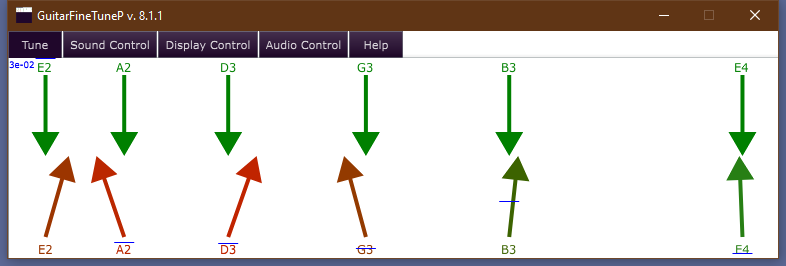 GuitarFineTuneP v. 8.1.1
Tune Sound Control Display Control Audio Control Help
3e-02 E2 A2 D3 G3 B3 E4
E2 A2 D3 G3 B3 E4